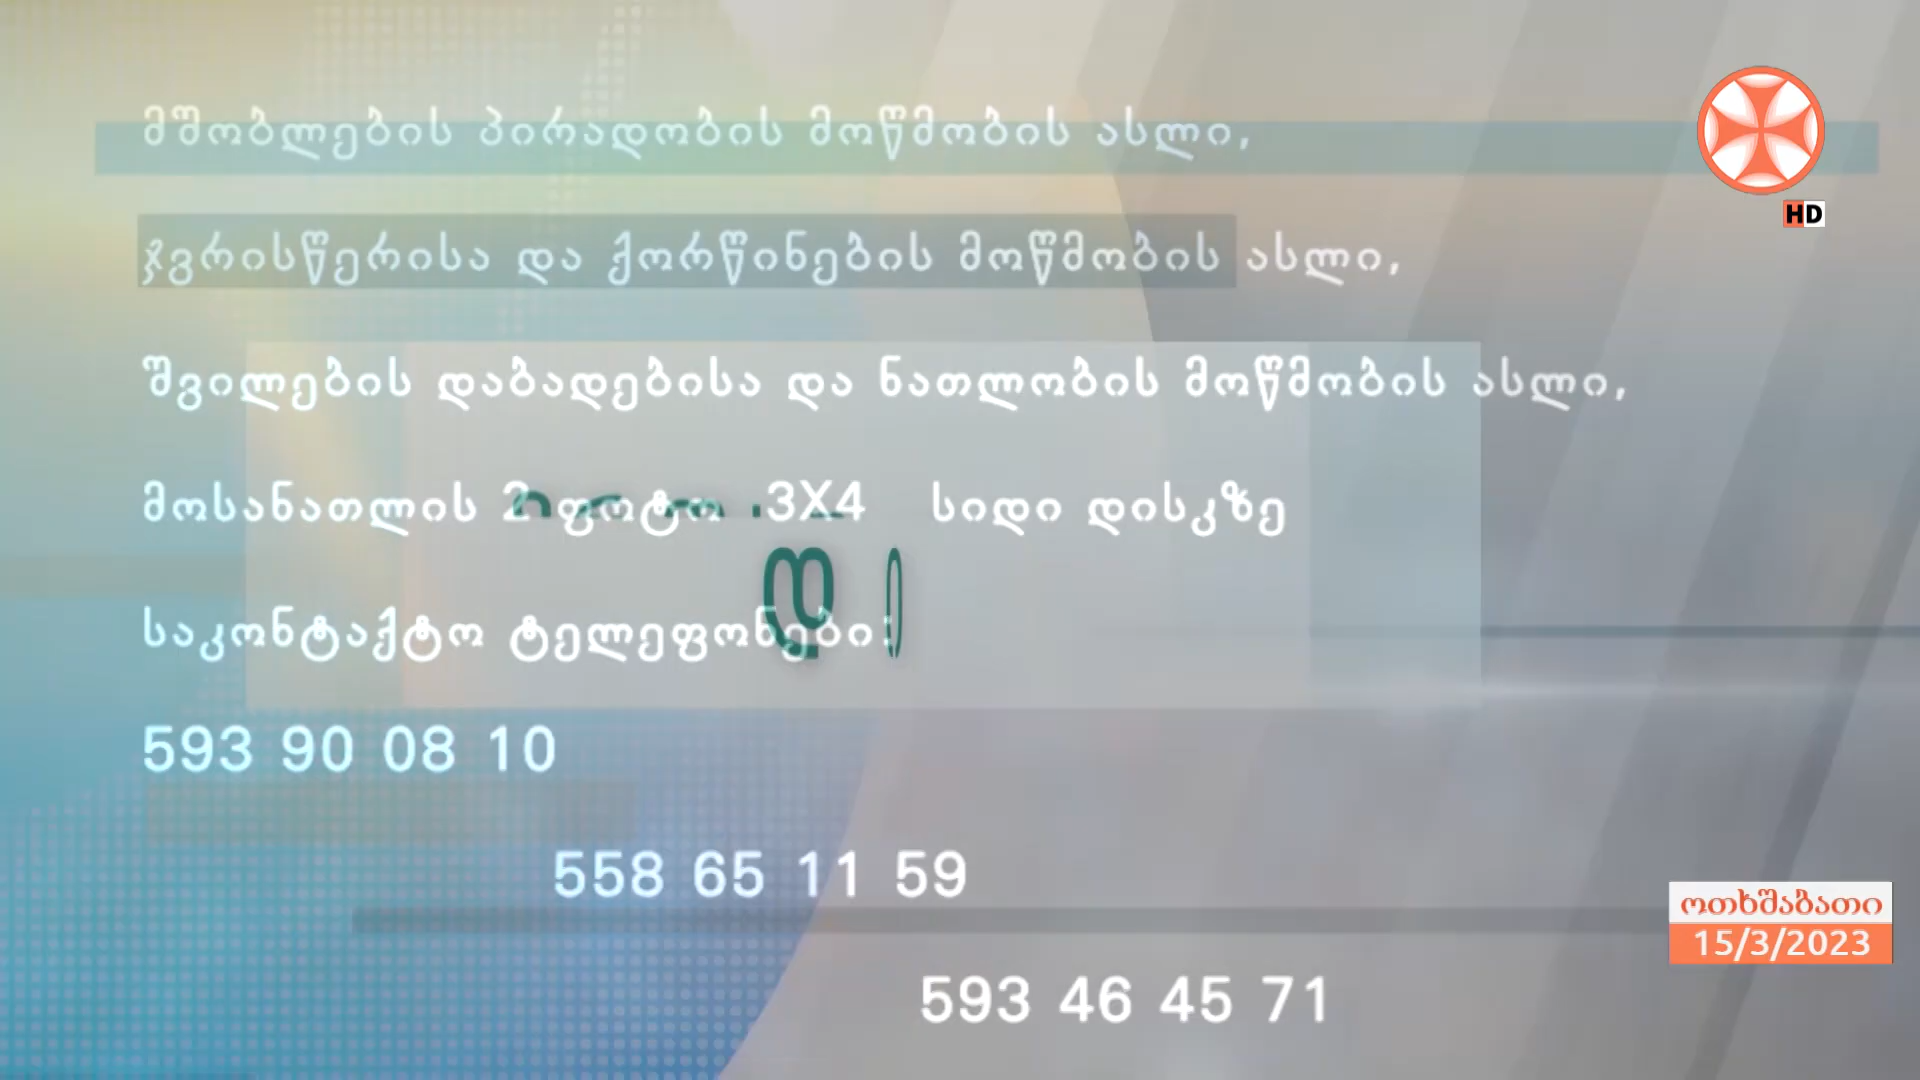 მშობლების პირადობის მოწმობის ასლი,
ჯვრისწერისა და ქორწინების მოწმობის ასლი,
შვილების დაბადებისა და ნათლობის მოწმობის ასლი,
მოსანათლის 2 ფოტო 3X4 სიდი დისკზე
საკონტაქტო ტელეფონები:
593 90 08 10
558 65 11 59
593 46 45 71
HD
ოთხშაბათი
15/3/2023